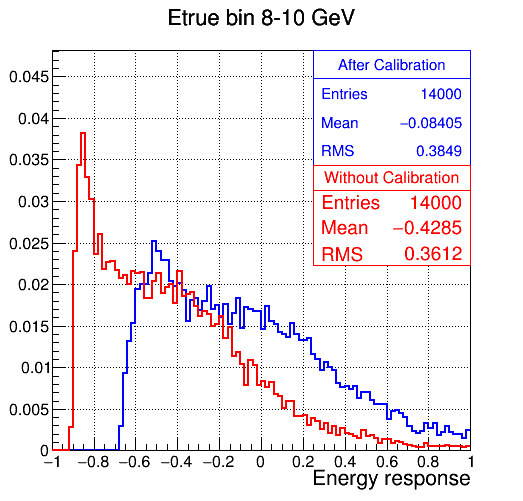 Etrue bin 8-10 GeV
After Calibration
Entries 14000
Mean −0.08405
RMS 0.3849
Without Calibration
Entries 14000
Mean −0.4285
RMS 0.3612
0.045
0.04
0.035
0.03
0.025
0.02
0.015
0.01
0.005
0
−1 −0.8 −0.6 −0.4 −0.2 0 0.2 0.4 0.6 0.8 1
Energy response